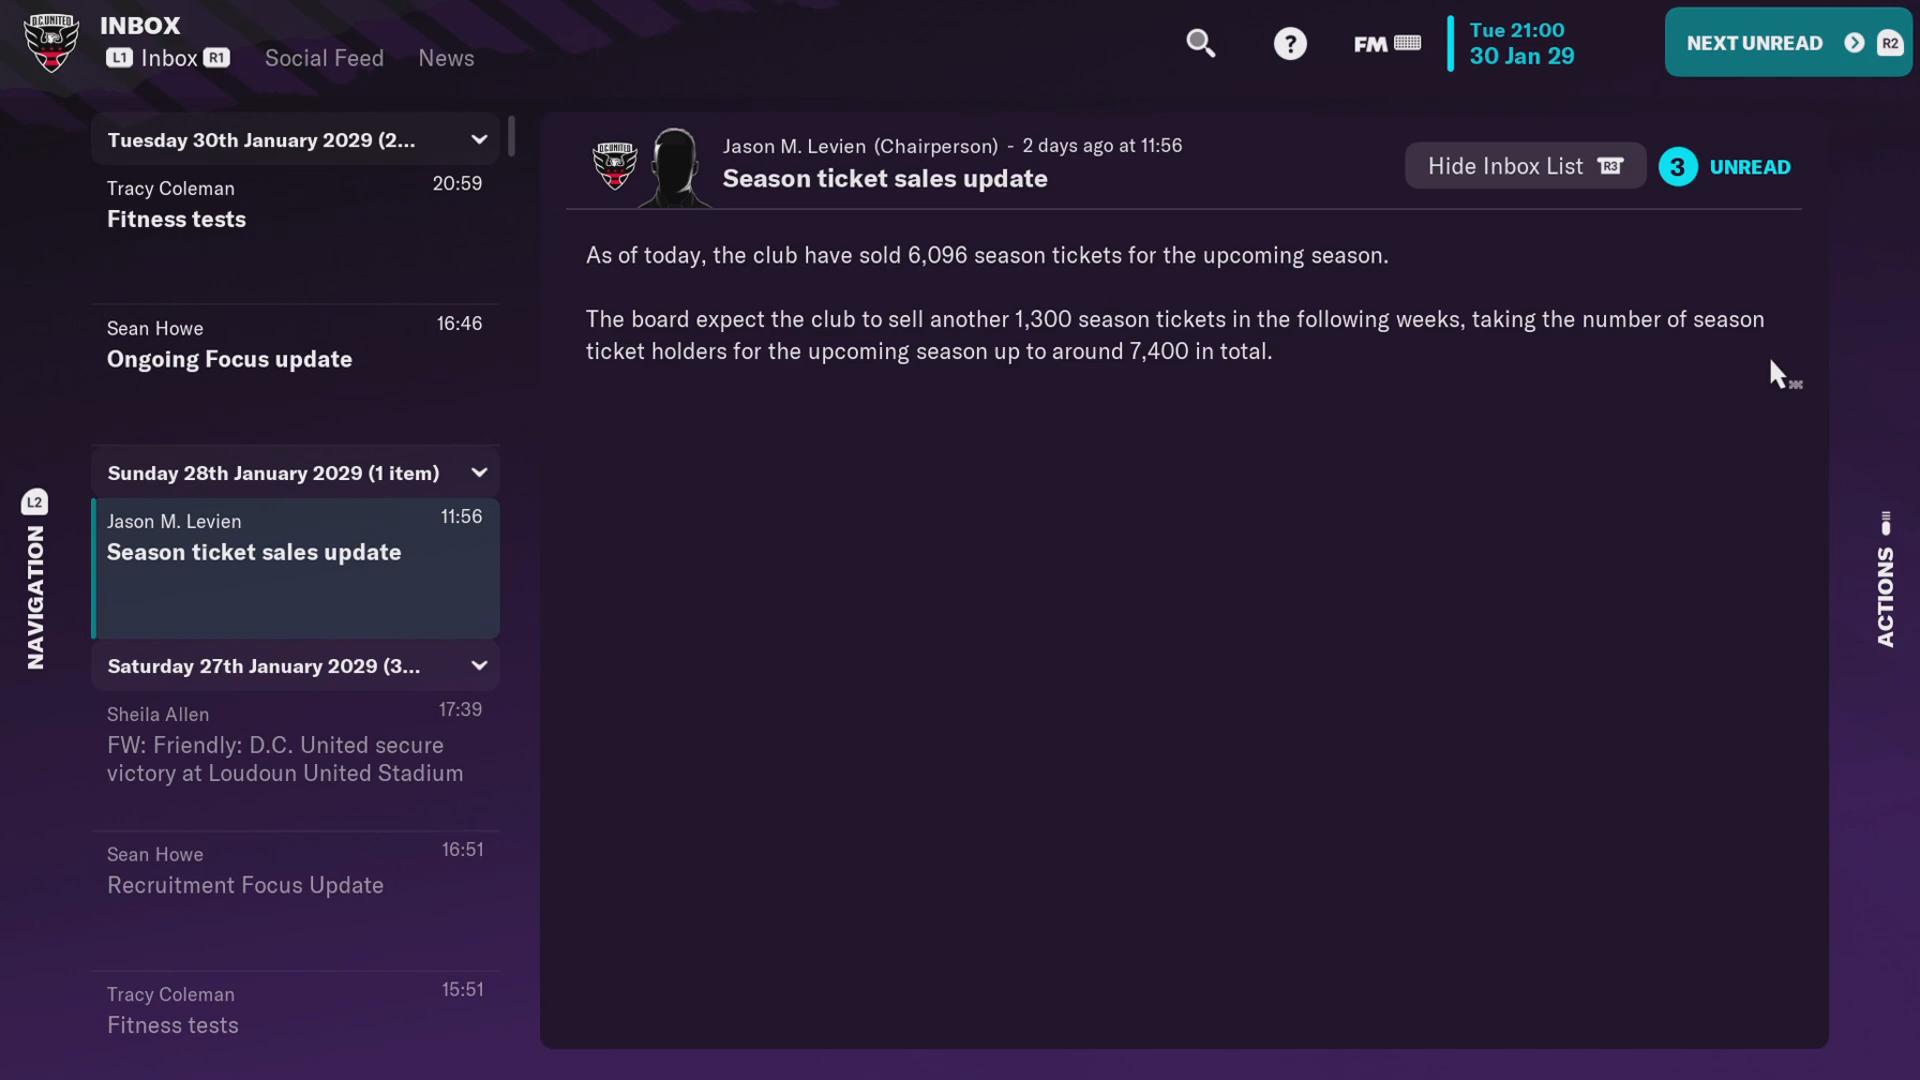 D.C.UNITED
INBOX
L1 Inbox R1 Social Feed News
?
FM
Tue 21:00
30 Jan 29
NEXT UNREAD R2
Tuesday 30th January 2029 (2...
Tracy Coleman 20:59
Fitness tests
Sean Howe 16:46
Ongoing Focus update
Sunday 28th January 2029 (1 item)
Jason M. Levien 11:56
Season ticket sales update
Saturday 27th January 2029 (3...
Sheila Allen 17:39
FW: Friendly: D.C. United secure
victory at Loudoun United Stadium
Sean Howe 16:51
Recruitment Focus Update
Tracy Coleman 15:51
Fitness tests
L2
NAVIGATION
D.C.UNITED
Jason M. Levien (Chairperson) - 2 days ago at 11:56
Season ticket sales update
Hide Inbox List R3
3 UNREAD
As of today, the club have sold 6,096 season tickets for the upcoming season.
The board expect the club to sell another 1,300 season tickets in the following weeks, taking the number of season
ticket holders for the upcoming season up to around 7,400 in total.
ACTIONS